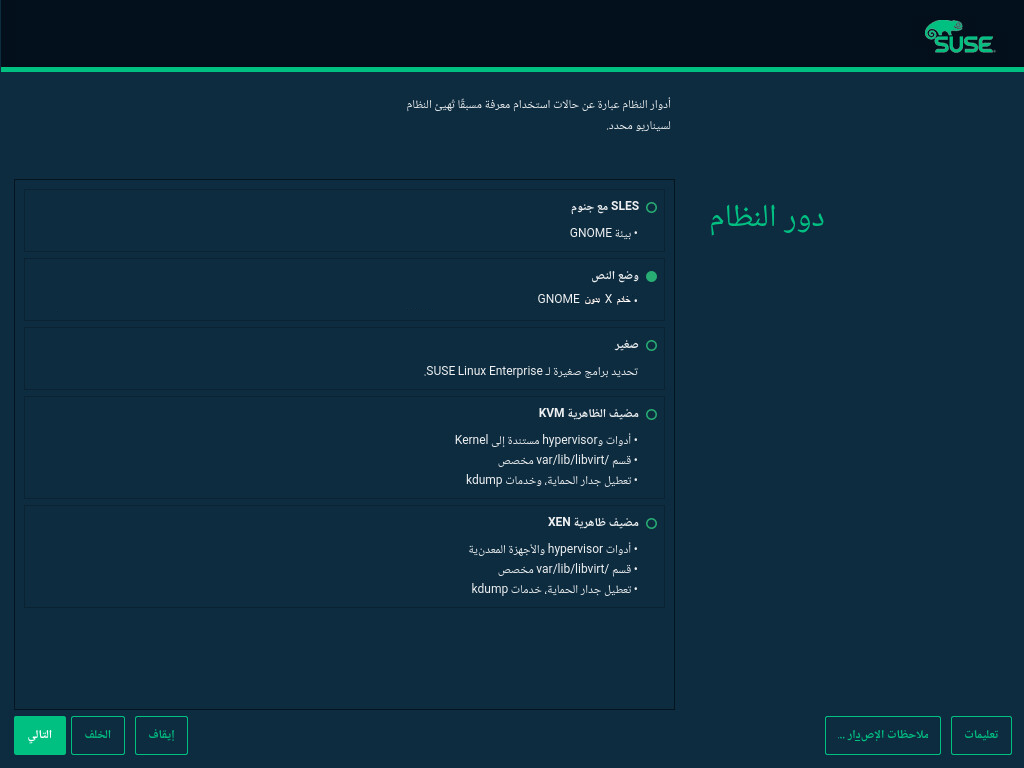 SUSE
أدوار النظام عبارة عن حالات استخدام معرفة مسبقًا تُهيئ النظام
لسيناريو محدد.
دور النظام
SLES مع جنوم
• بيئة GNOME
وضع النص
• خادم X بدون GNOME
صغير
تحديد برامج صغيرة لـ SUSE Linux Enterprise.
مضيف الظاهرية KVM
• أدوات وhypervisor مستندة إلى Kernel
• قسم /var/lib/libvirt مخصص
• تعطيل جدار الحماية، وخدمات kdump
مضيف ظاهرية XEN
• أدوات hypervisor والأجهزة المعدنية
• قسم /var/lib/libvirt مخصص
• تعطيل جدار الحماية، خدمات kdump
تعليمات
ملاحظات الإصدار ...
إيقاف
الخلف
التالي